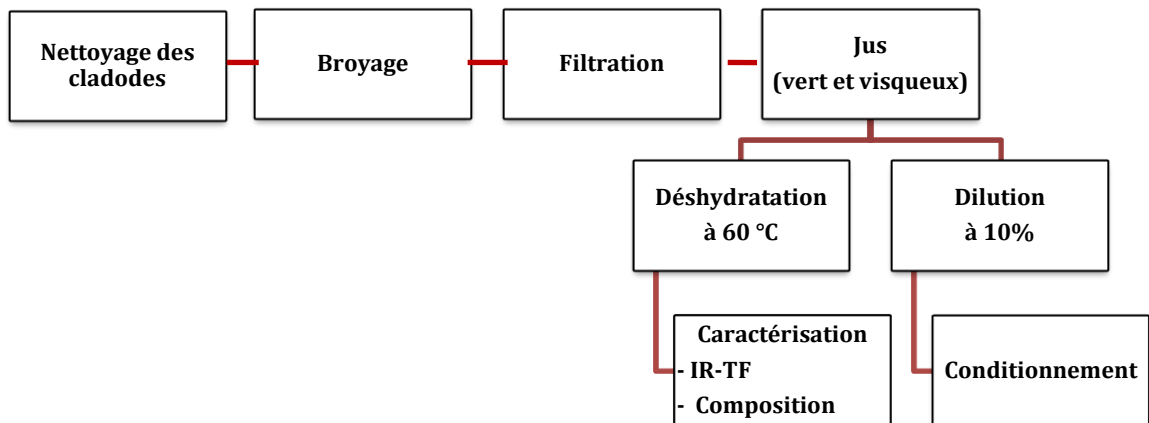 Nettoyage des
cladodes
Broyage
Filtration
Jus
(vert et visqueux)
Déshydratation
à 60 °C
Dilution
à 10%
Caractérisation
- IR-TF
- Composition
Conditionnement